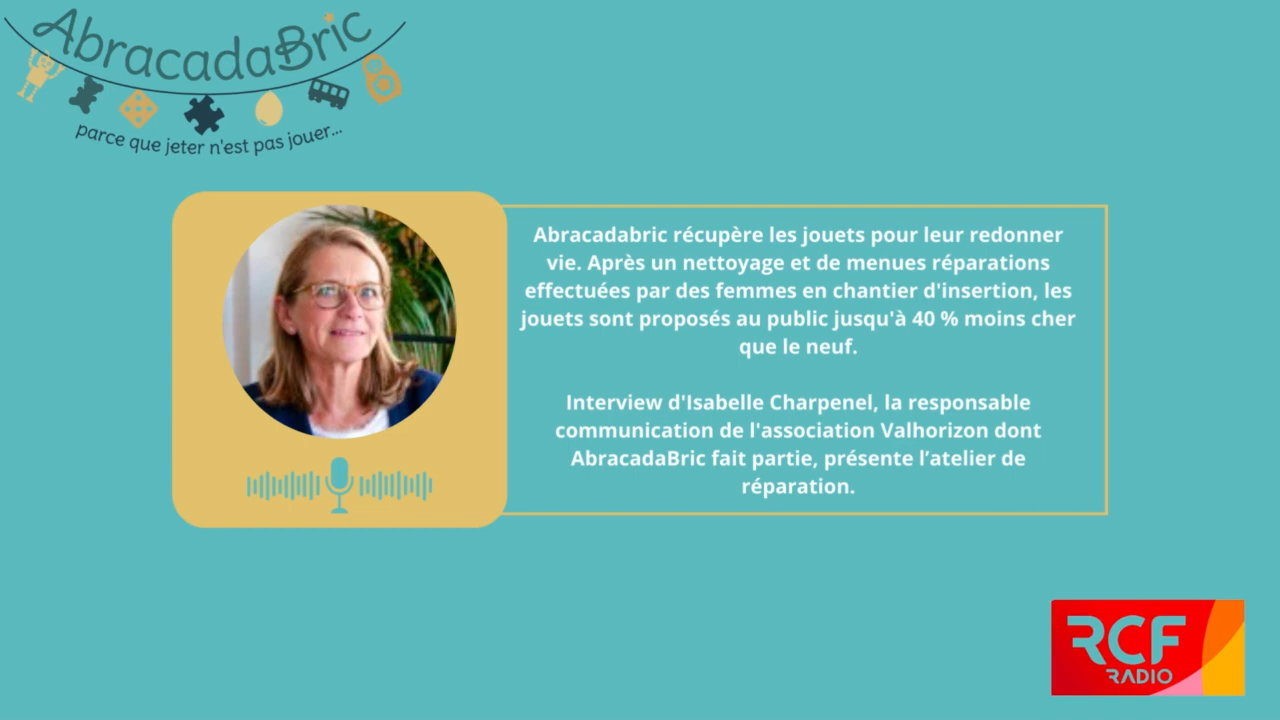 AbracadaBric
parce que jeter n'est pas jouer...
Abracadabric récupère les jouets pour leur redonner
vie. Après un nettoyage et de menues réparations
effectuées par des femmes en chantier d'insertion, les
jouets sont proposés au public jusqu'à 40 % moins cher
que le neuf.
Interview d'Isabelle Charpenel, la responsable
communication de l'association Valhorizon dont
AbracadaBric fait partie, présente l’atelier de
réparation.
RCF
RADIO